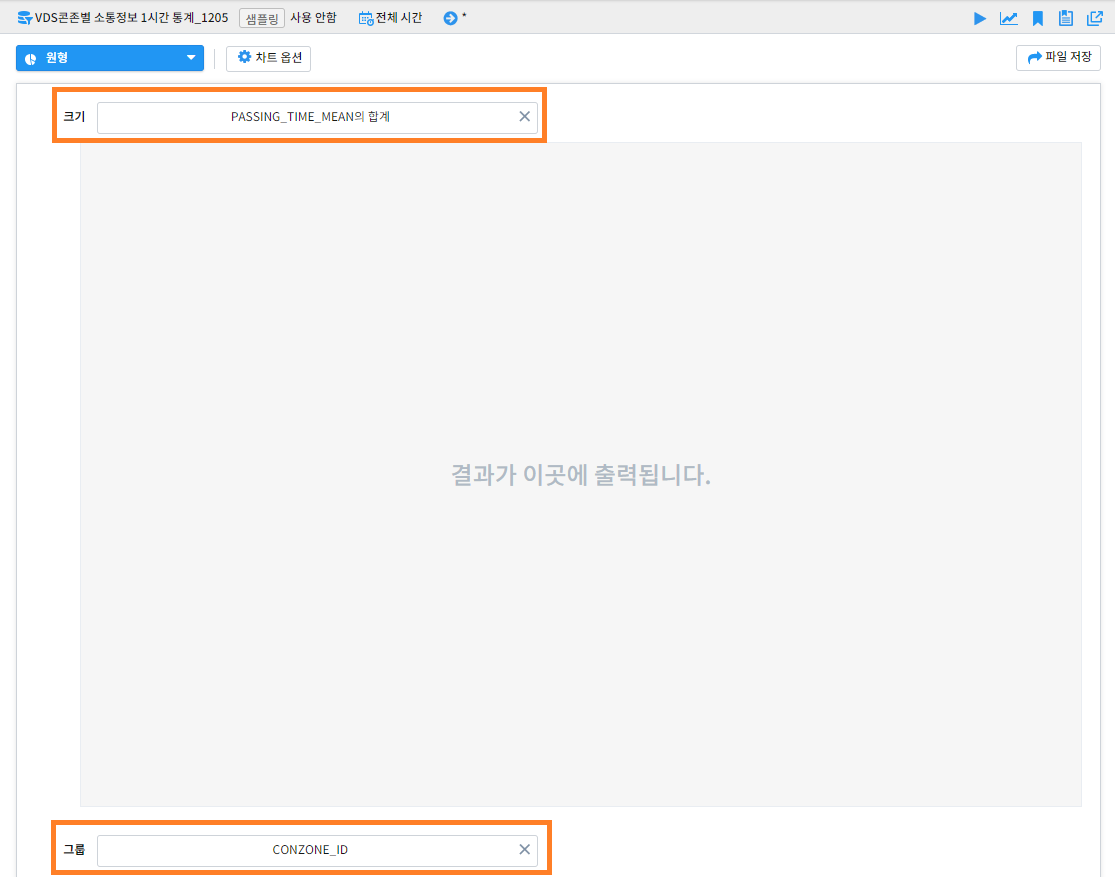 VDS콘존별 소통정보 1시간 통계_1205 샘플링 사용 안함 전체 시간 *
원형 차트 옵션 파일 저장
크기 PASSING_TIME_MEAN의 합계
결과가 이곳에 출력됩니다.
그룹 CONZONE_ID